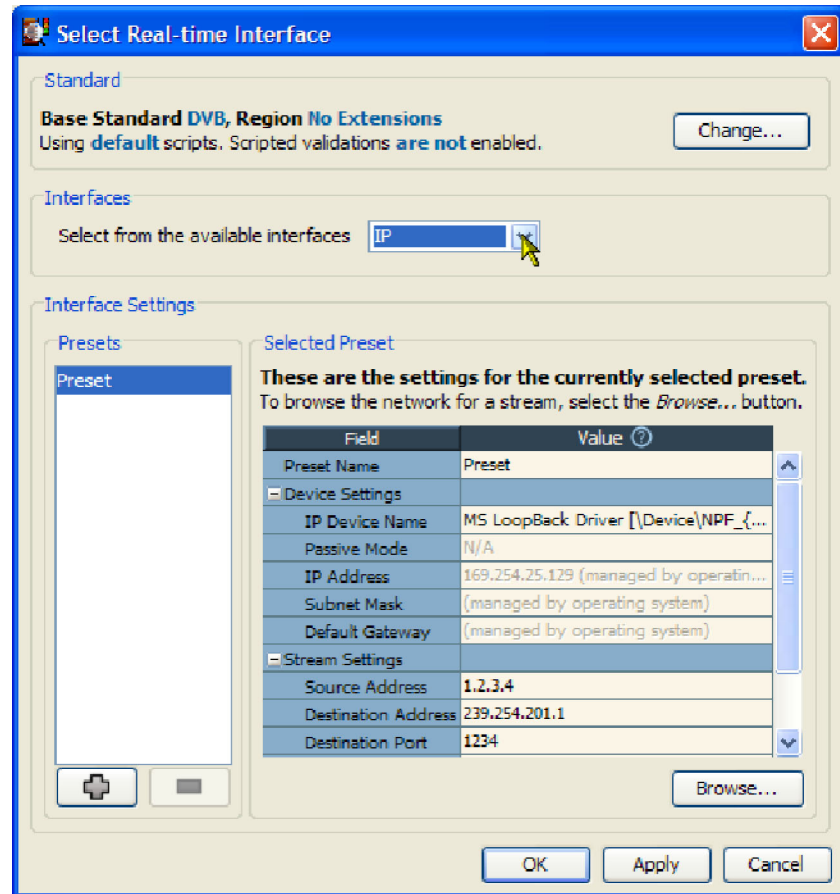 Select Real-time Interface
Standard
Base Standard DVB, Region No Extensions
Using default scripts. Scripted validations are not enabled.
Change...
Interfaces
Select from the available interfaces IP
Interface Settings
Presets
Preset
Selected Preset
These are the settings for the currently selected preset.
To browse the network for a stream, select the Browse... button.
Field Value ?
Preset Name Preset
Device Settings
IP Device Name MS LoopBack Driver [\Device\NPF_{...
Passive Mode N/A
IP Address 169.254.25.129 (managed by operatin...
Subnet Mask (managed by operating system)
Default Gateway (managed by operating system)
Stream Settings
Source Address 1.2.3.4
Destination Address 239.254.201.1
Destination Port 1234
Browse...
OK Apply Cancel